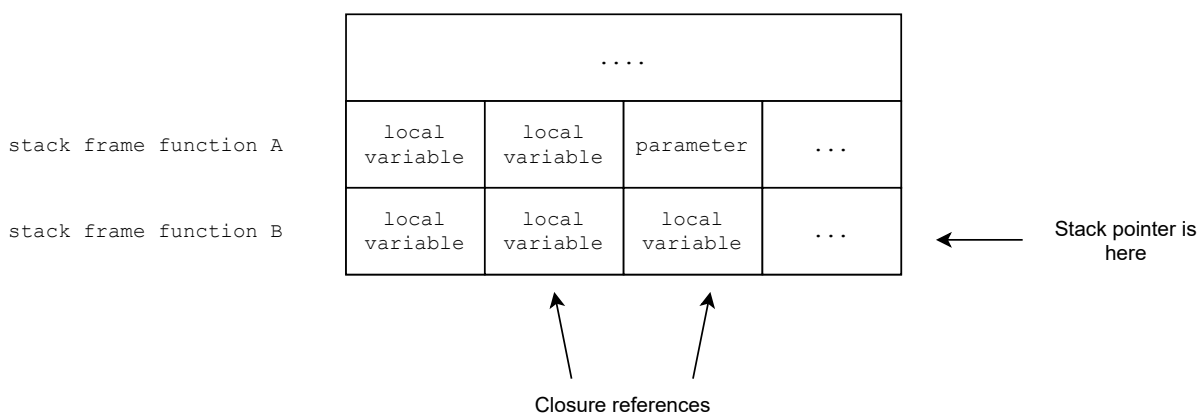 ....
stack frame function A
local
variable
local
variable
parameter
...
stack frame function B
local
variable
local
variable
local
variable
...
Stack pointer is
here
Closure references